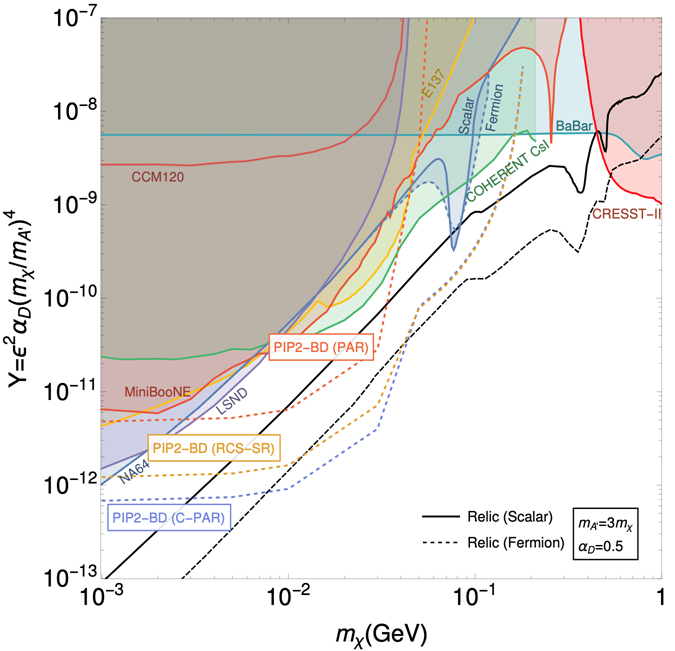 10⁻⁷
10⁻⁸
10⁻⁹
10⁻¹⁰
10⁻¹¹
10⁻¹²
10⁻¹³
Y=ϵ²α_D(m_χ/m_A')⁴
E137
Scalar
Fermion
BaBar
COHERENT CsI
CCM120
CRESST-II
PIP2-BD (PAR)
MiniBooNE
LSND
PIP2-BD (RCS-SR)
NA64
PIP2-BD (C-PAR)
Relic (Scalar)
Relic (Fermion)
m_A'=3m_χ
α_D=0.5
10⁻³ 10⁻² 10⁻¹ 1
m_χ(GeV)